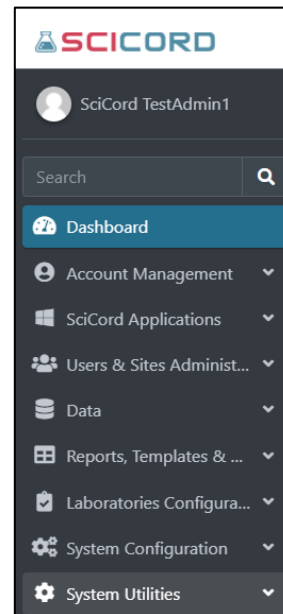 SCICORD
SciCord TestAdmin1
Search
Dashboard
Account Management
SciCord Applications
Users & Sites Administ...
Data
Reports, Templates & ...
Laboratories Configura...
System Configuration
System Utilities